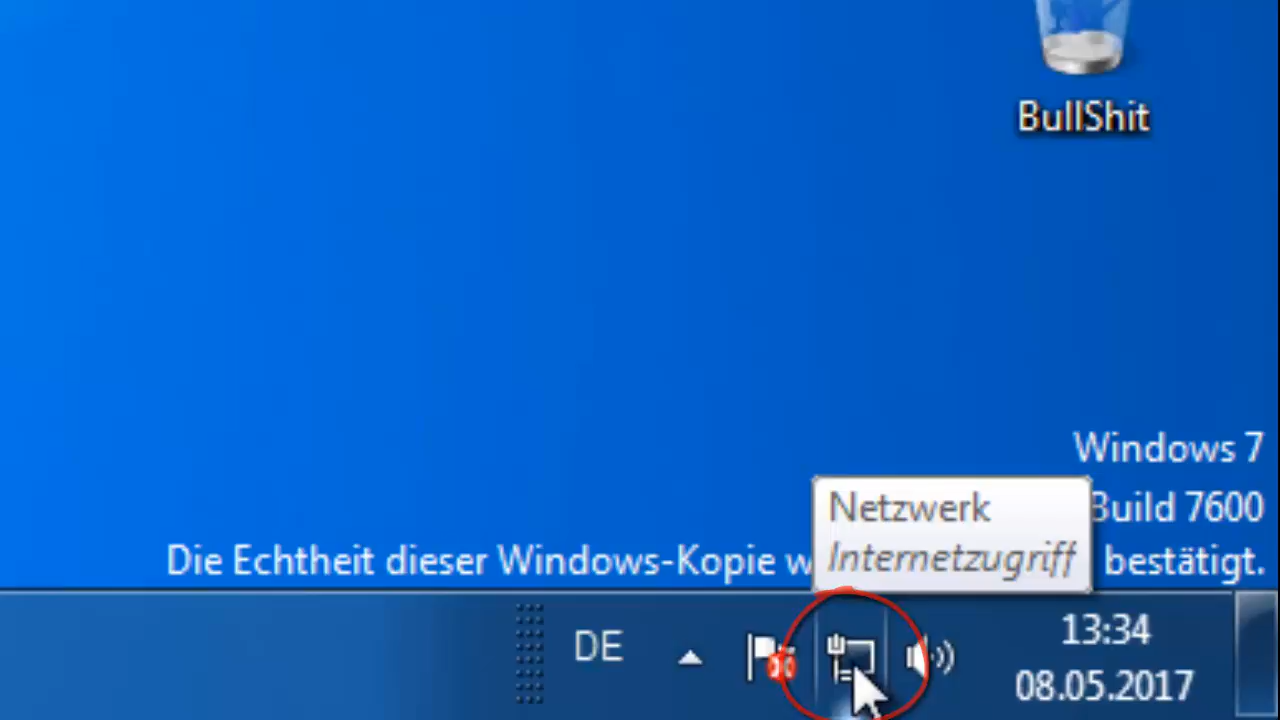 BullShit
Windows 7
Build 7600
Die Echtheit dieser Windows-Kopie bestätigt.
Netzwerk
Internetzugriff
DE
13:34
08.05.2017